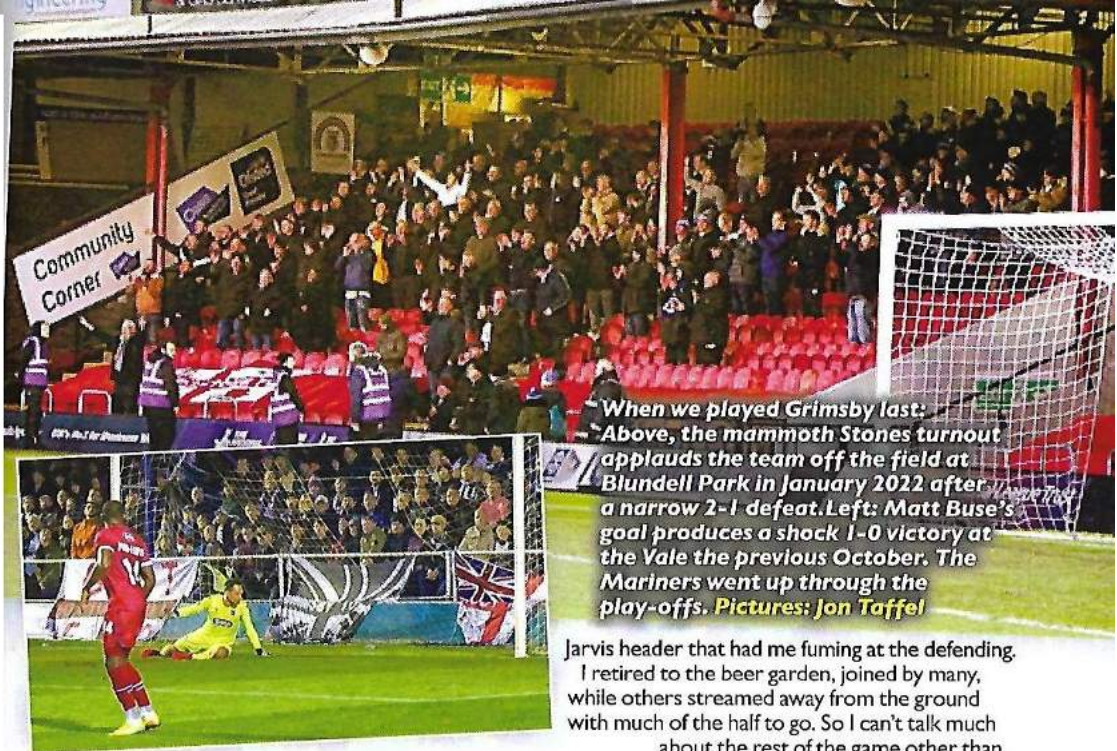 Community
Corner
When we played Grimsby last:
Above, the mammoth Stones turnout
applauds the team off the field at
Blundell Park in January 2022 after
a narrow 2-1 defeat.Left: Matt Buse's
goal produces a shock 1-0 victory at
the Vale the previous October. The
Mariners went up through the
play-offs. Pictures: Jon Taffel
14
Jarvis header that had me fuming at the defending.
I retired to the beer garden, joined by many,
while others streamed away from the ground
with much of the half to go. So I can't talk much
about the rest of the game other than